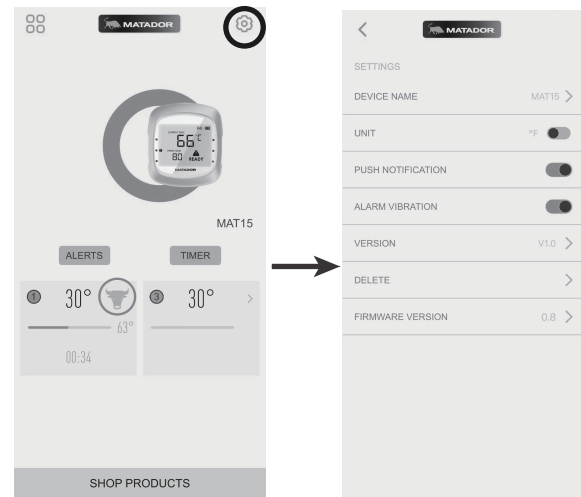 MATADOR
66°C
80
READY
MATADOR
MAT15
ALERTS TIMER
1 30° 3 30°
63°
00:34
SHOP PRODUCTS
MATADOR
SETTINGS
DEVICE NAME MAT15
UNIT °F
PUSH NOTIFICATION
ALARM VIBRATION
VERSION V1.0
DELETE
FIRMWARE VERSION 0.8